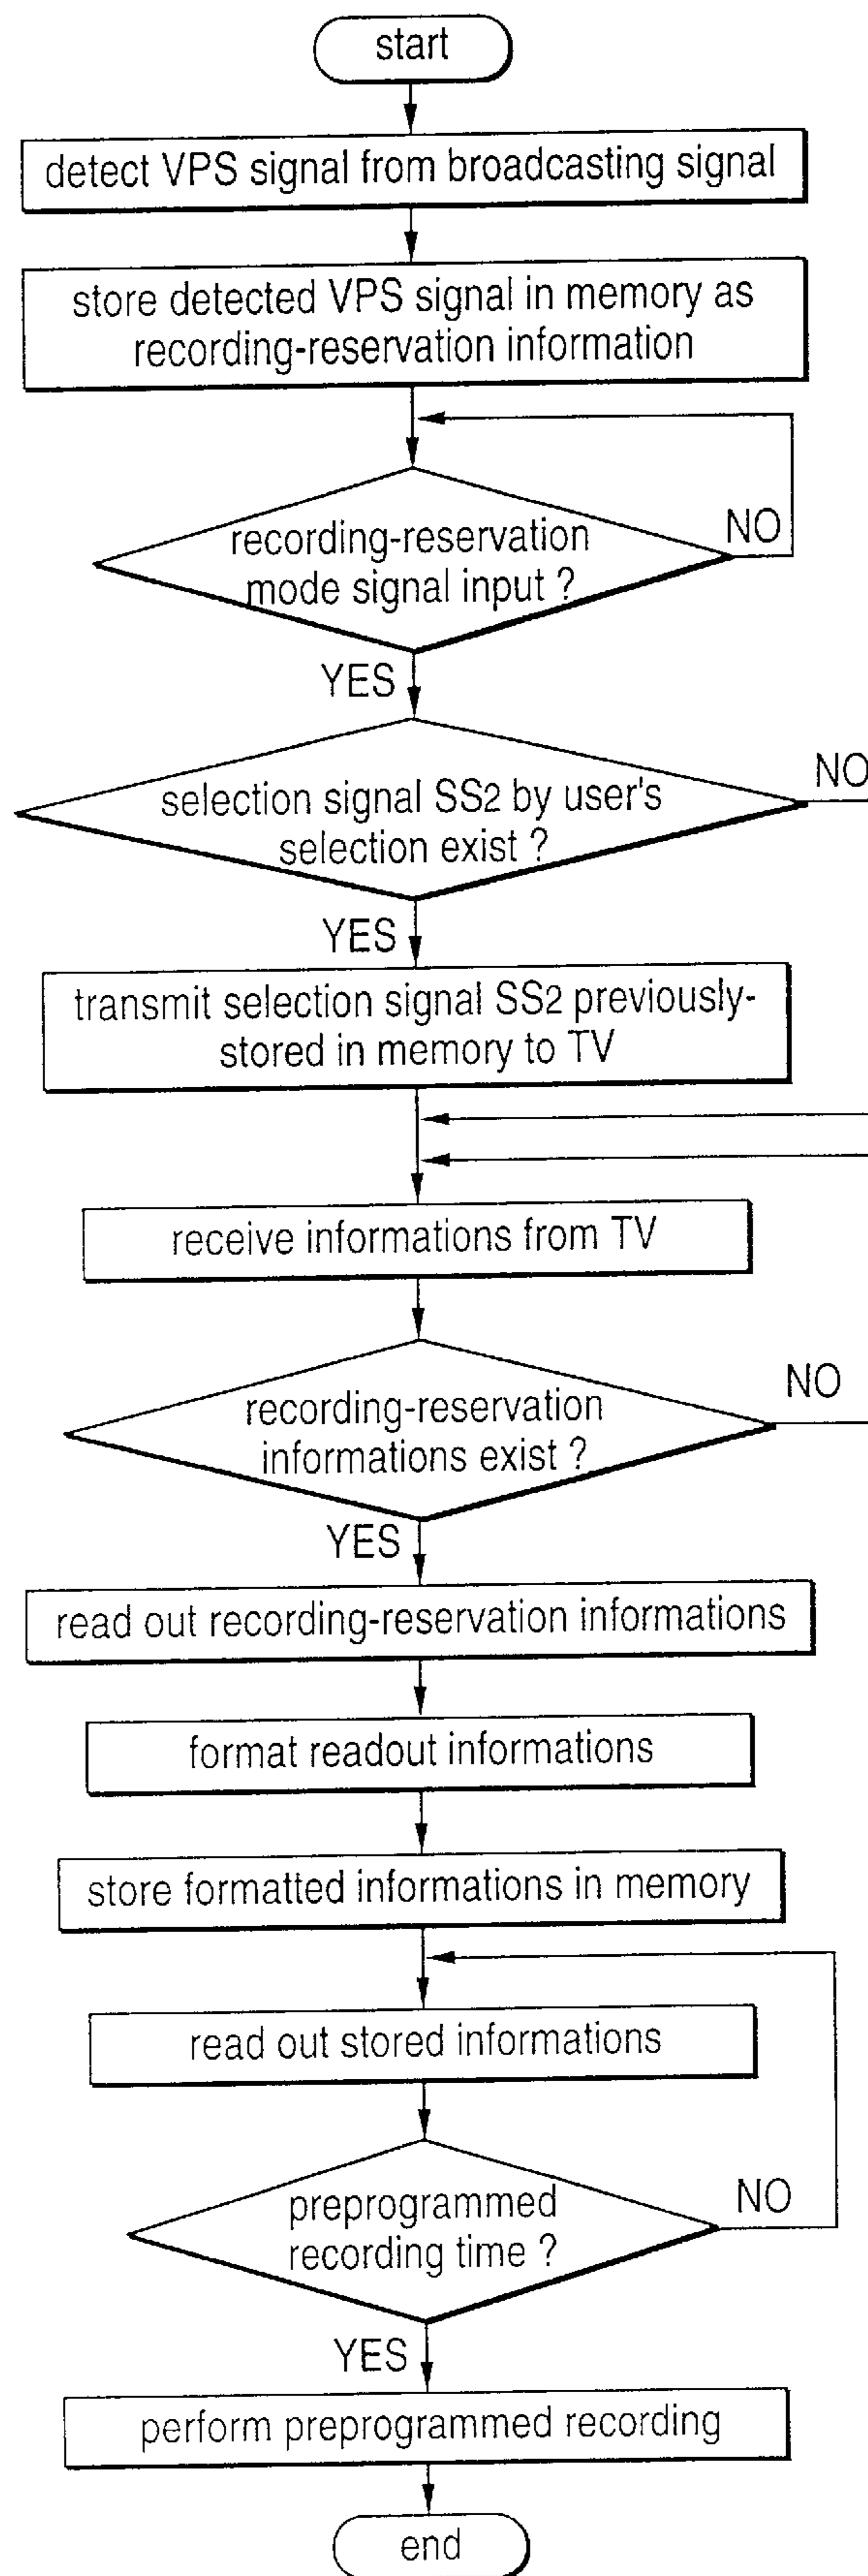 start
detect VPS signal from broadcasting signal
store detected VPS signal in memory as
recording-reservation information
recording-reservation
mode signal input ?
NO
YES
selection signal SS2 by user's
selection exist ?
NO
YES
transmit selection signal SS2 previously-
stored in memory to TV
receive informations from TV
recording-reservation
informations exist ?
NO
YES
read out recording-reservation informations
format readout informations
store formatted informations in memory
read out stored informations
preprogrammed
recording time ?
NO
YES
perform preprogrammed recording
end